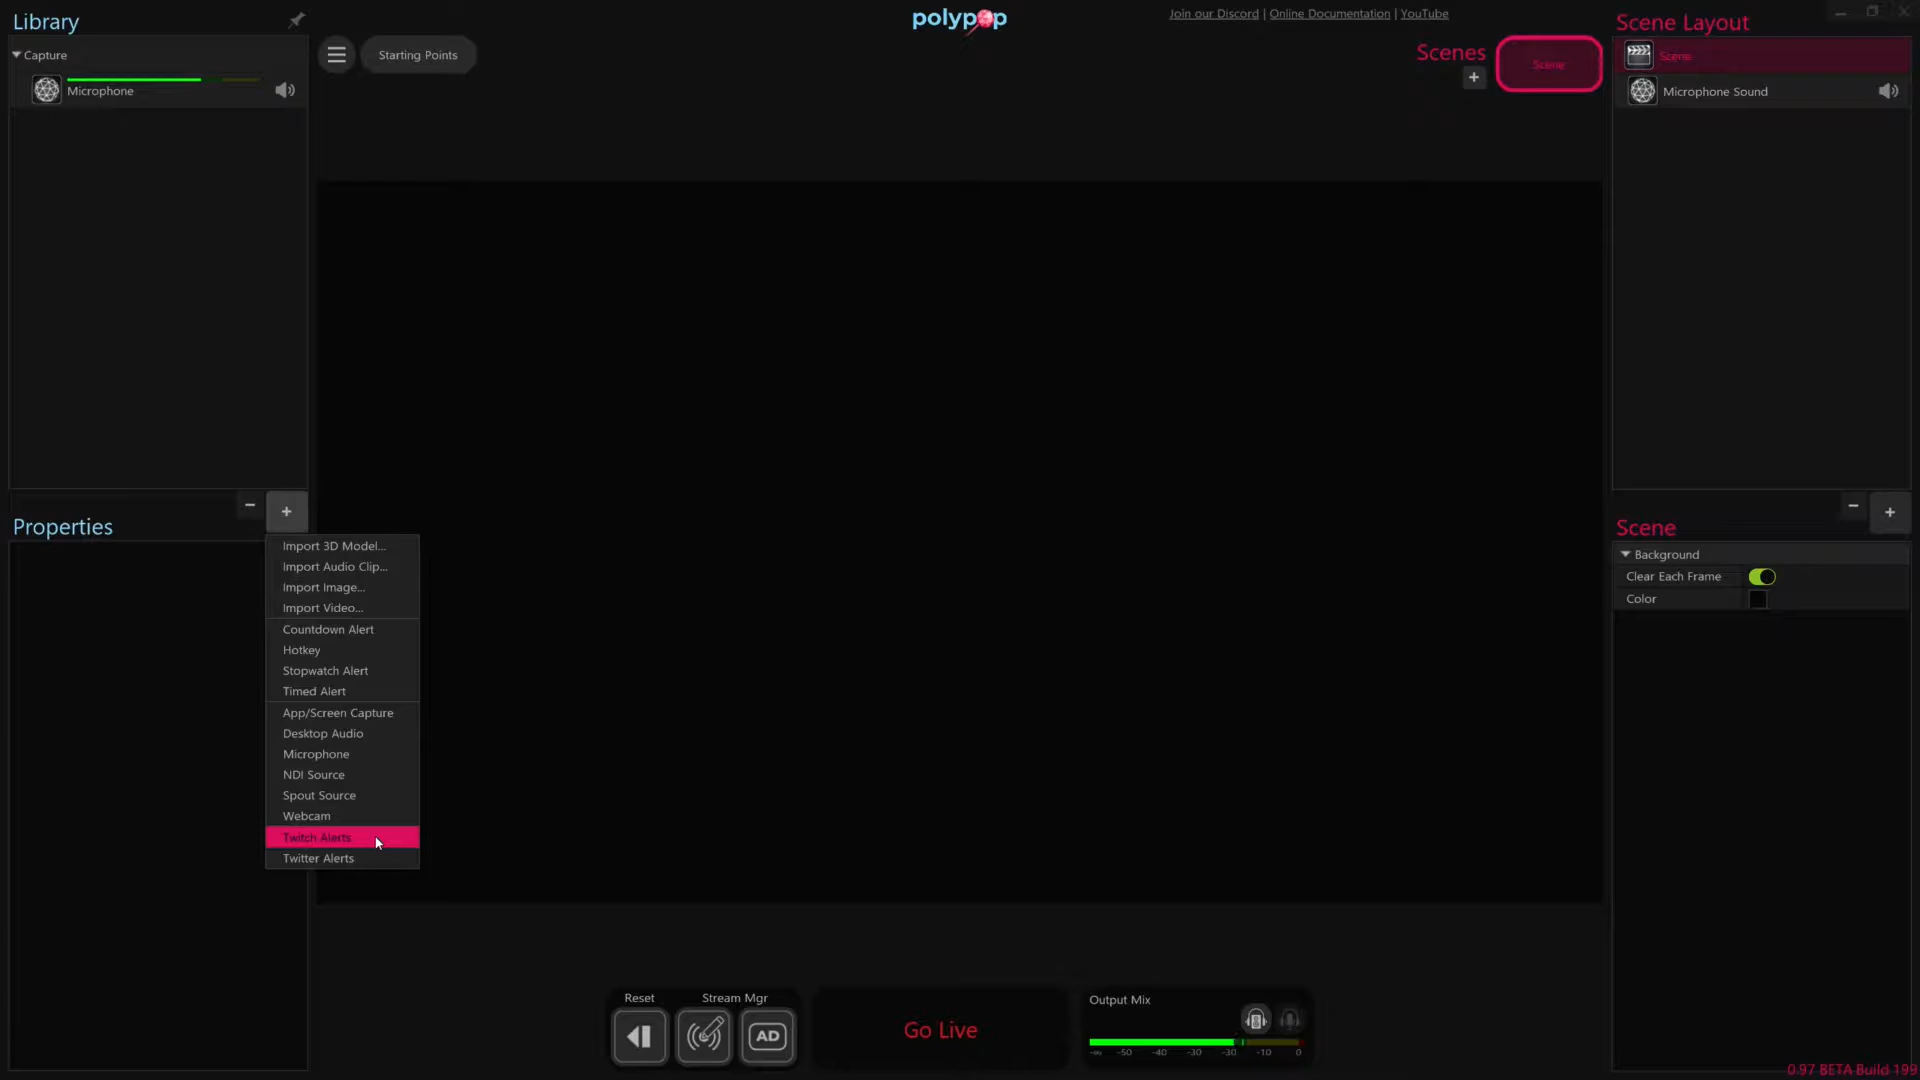 Library
polypop
Join our Discord | Online Documentation | YouTube
Scene Layout
Capture
Microphone
Starting Points
Scenes
+
Scene
Scene
Microphone Sound
- +
Properties
Import 3D Model...
Import Audio Clip...
Import Image...
Import Video...
Countdown Alert
Hotkey
Stopwatch Alert
Timed Alert
App/Screen Capture
Desktop Audio
Microphone
NDI Source
Spout Source
Webcam
Twitch Alerts
Twitter Alerts
- +
Scene
Background
Clear Each Frame
Color
Reset
Stream Mgr
AD
Go Live
Output Mix
-∞ -50 -40 -30 -30 -10 0
0.97 BETA Build 199